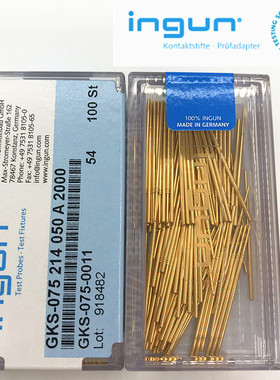 ingun®
Kontaktstifte · Prüfadapter
TESTING
Max-Stromeyer-Straße 162
78467 Konstanz, Germany
Phone +49 7531 8105-0
Fax +49 7531 8105-65
info@ingun.com
100 St
54
GKS-075 214 050 A 2000
GKS-075-0011
Lot: 918482
ingun®
Test Probes · Test Fixtures
100% INGUN
MADE IN GERMANY